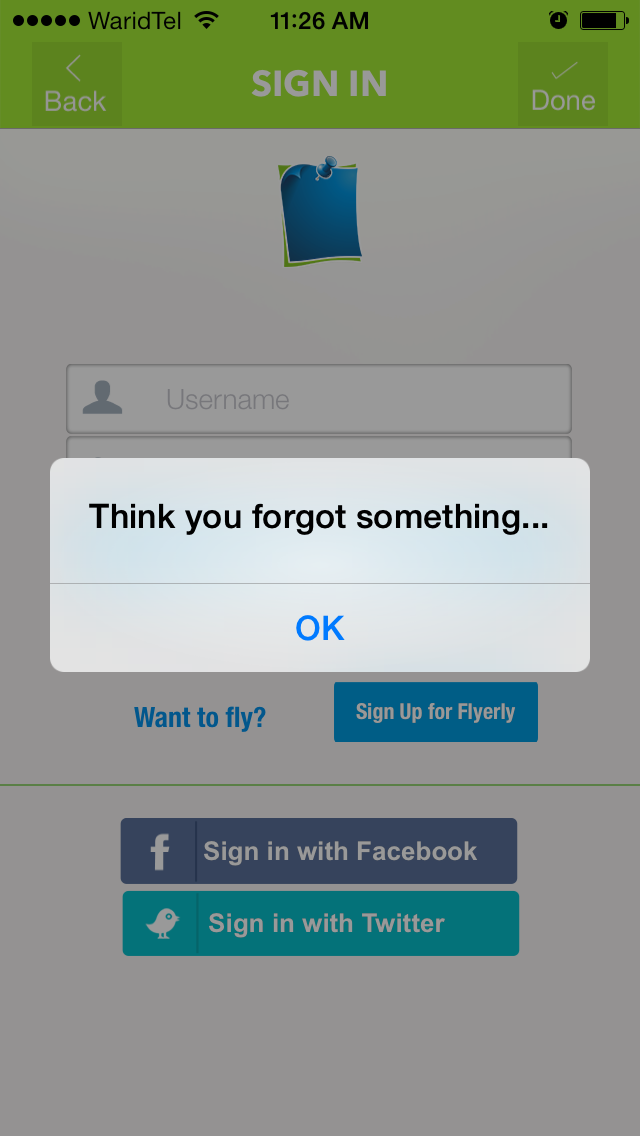 WaridTel 11:26 AM
Back SIGN IN Done
Username
Think you forgot something...
OK
Want to fly? Sign Up for Flyerly
f Sign in with Facebook
Sign in with Twitter